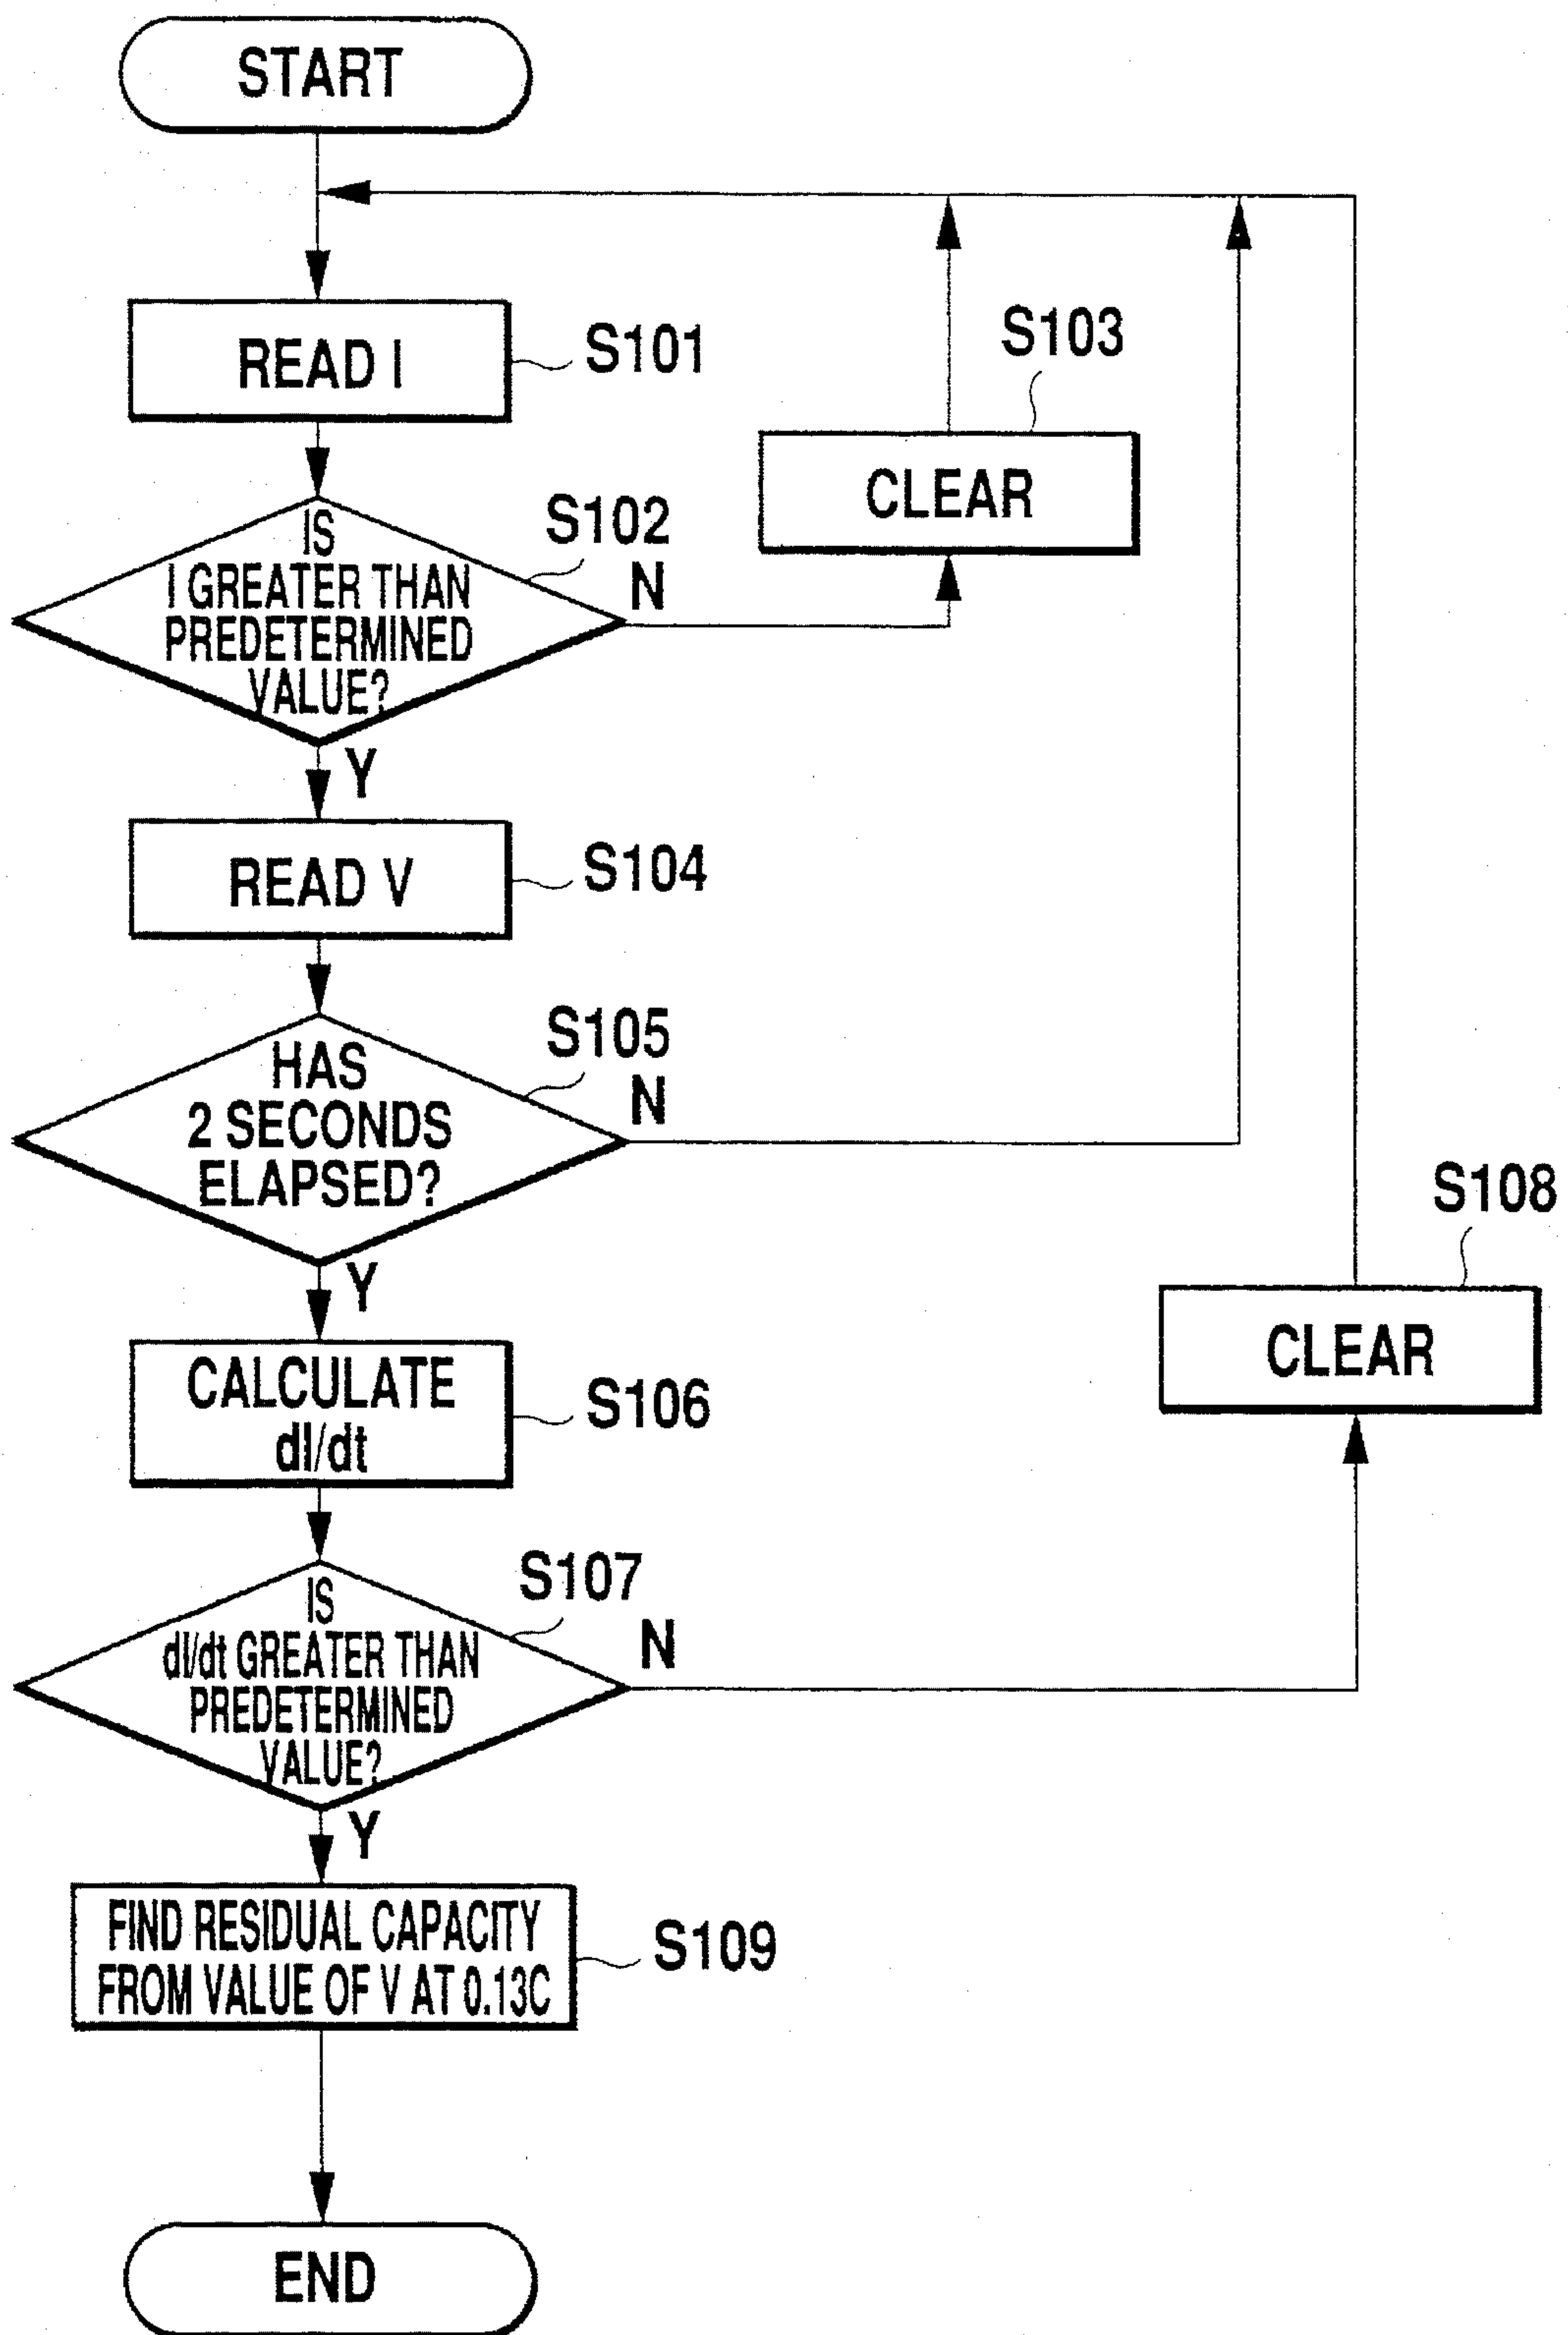 START
READ I
S101
S103
CLEAR
S102
IS
I GREATER THAN
PREDETERMINED
VALUE?
N
Y
READ V
S104
S105
HAS
2 SECONDS
ELAPSED?
N
Y
S108
CLEAR
CALCULATE
dI/dt
S106
S107
IS
dI/dt GREATER THAN
PREDETERMINED
VALUE?
N
Y
FIND RESIDUAL CAPACITY
FROM VALUE OF V AT 0.13C
S109
END